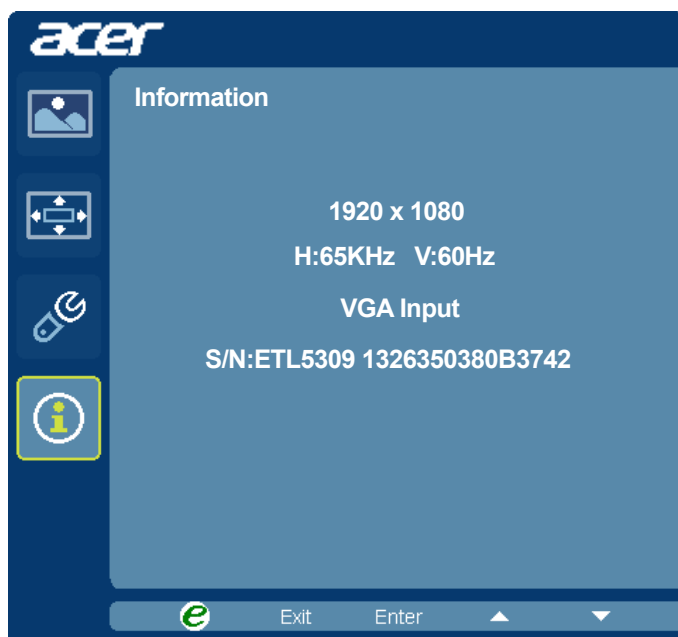 acer
Information
1920 x 1080
H:65KHz V:60Hz
VGA Input
S/N:ETL5309 1326350380B3742
e Exit Enter